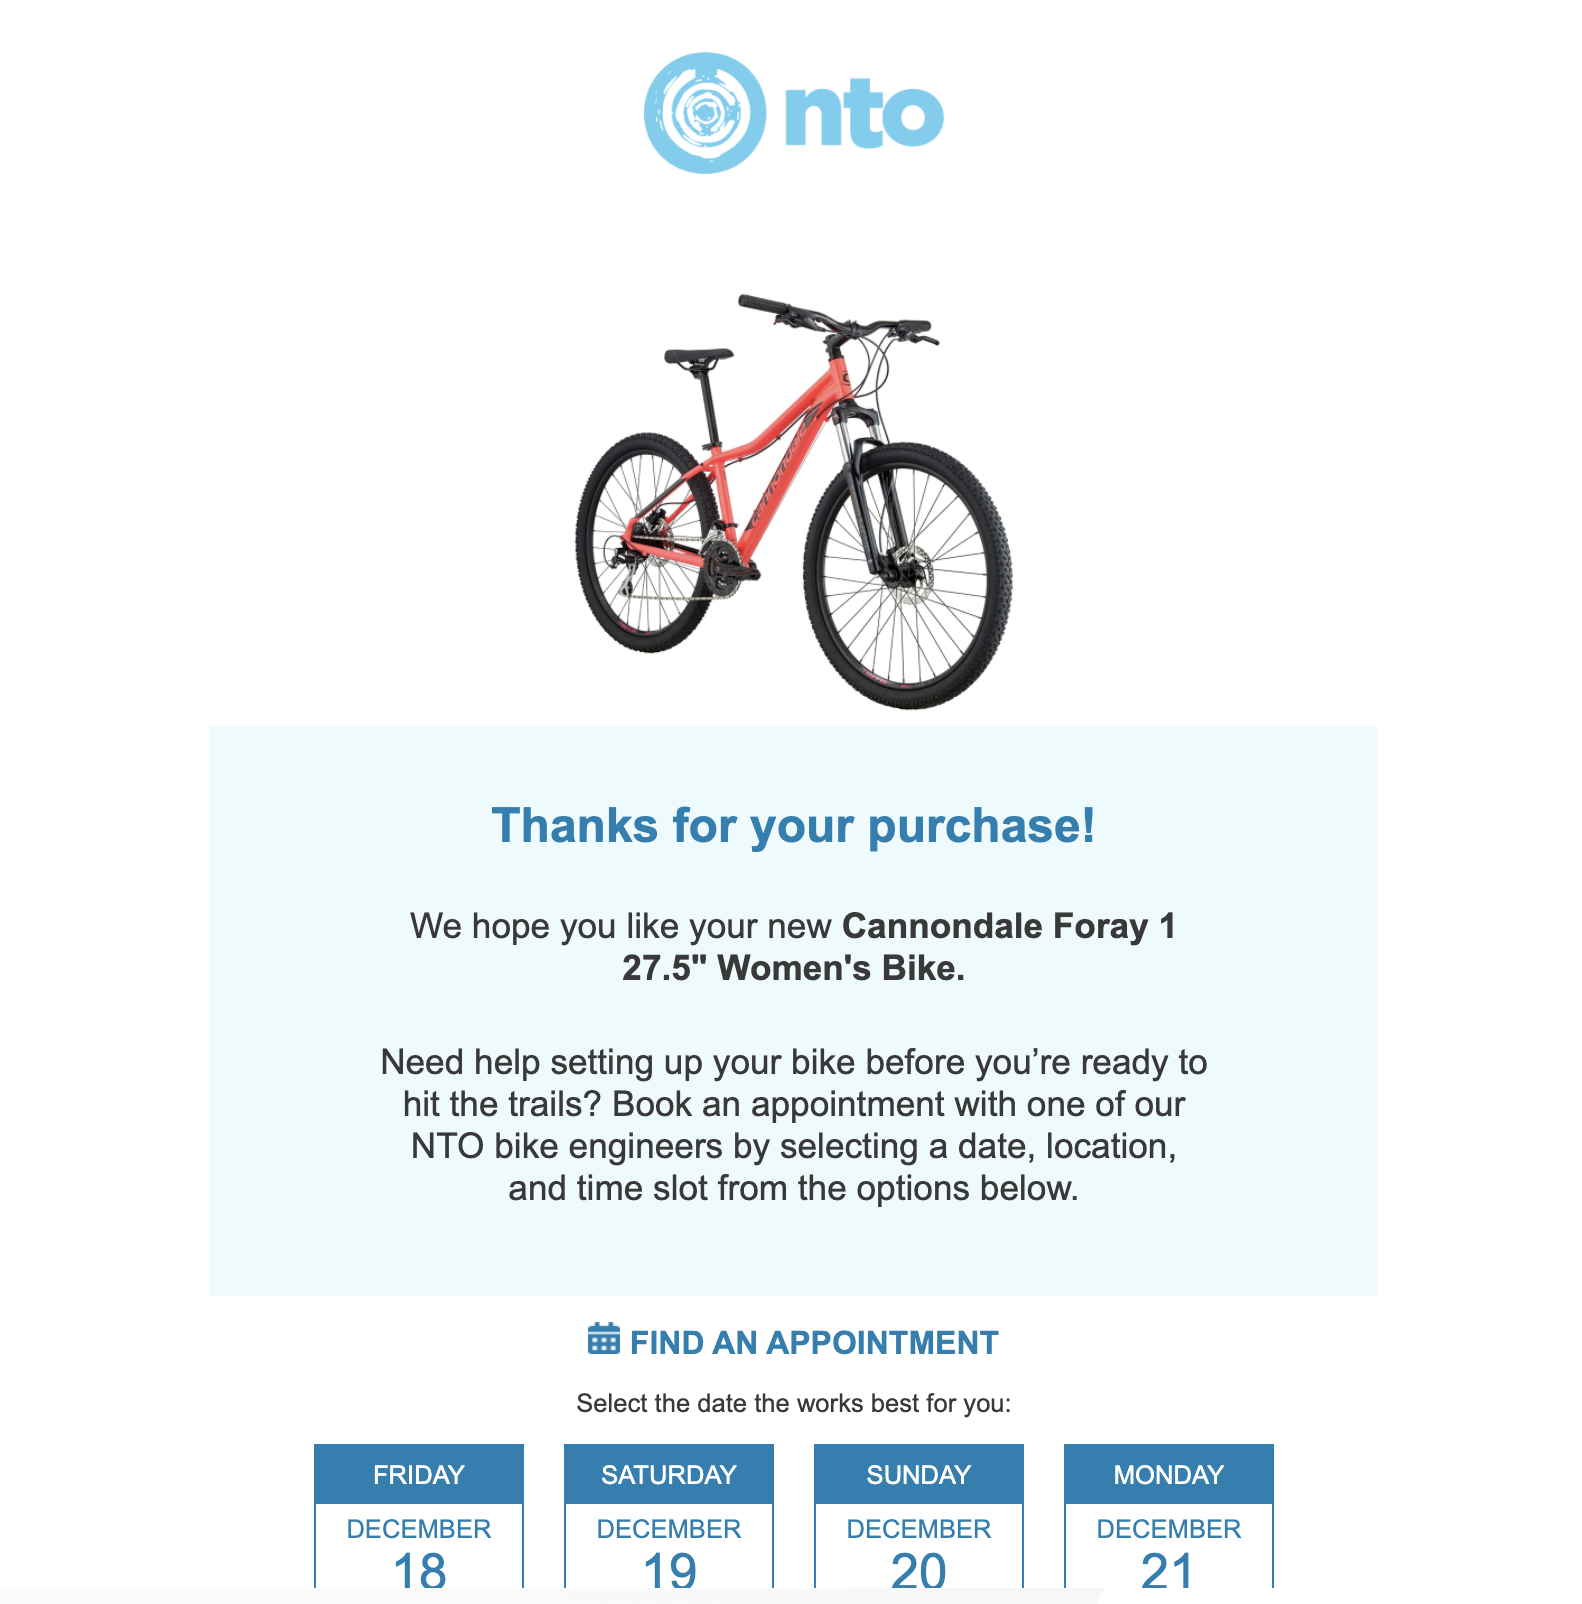 nto
cannondale
Thanks for your purchase!
We hope you like your new Cannondale Foray 1
27.5" Women's Bike.
Need help setting up your bike before you’re ready to
hit the trails? Book an appointment with one of our
NTO bike engineers by selecting a date, location,
and time slot from the options below.
FIND AN APPOINTMENT
Select the date the works best for you:
FRIDAY SATURDAY SUNDAY MONDAY
DECEMBER DECEMBER DECEMBER DECEMBER
18 19 20 21